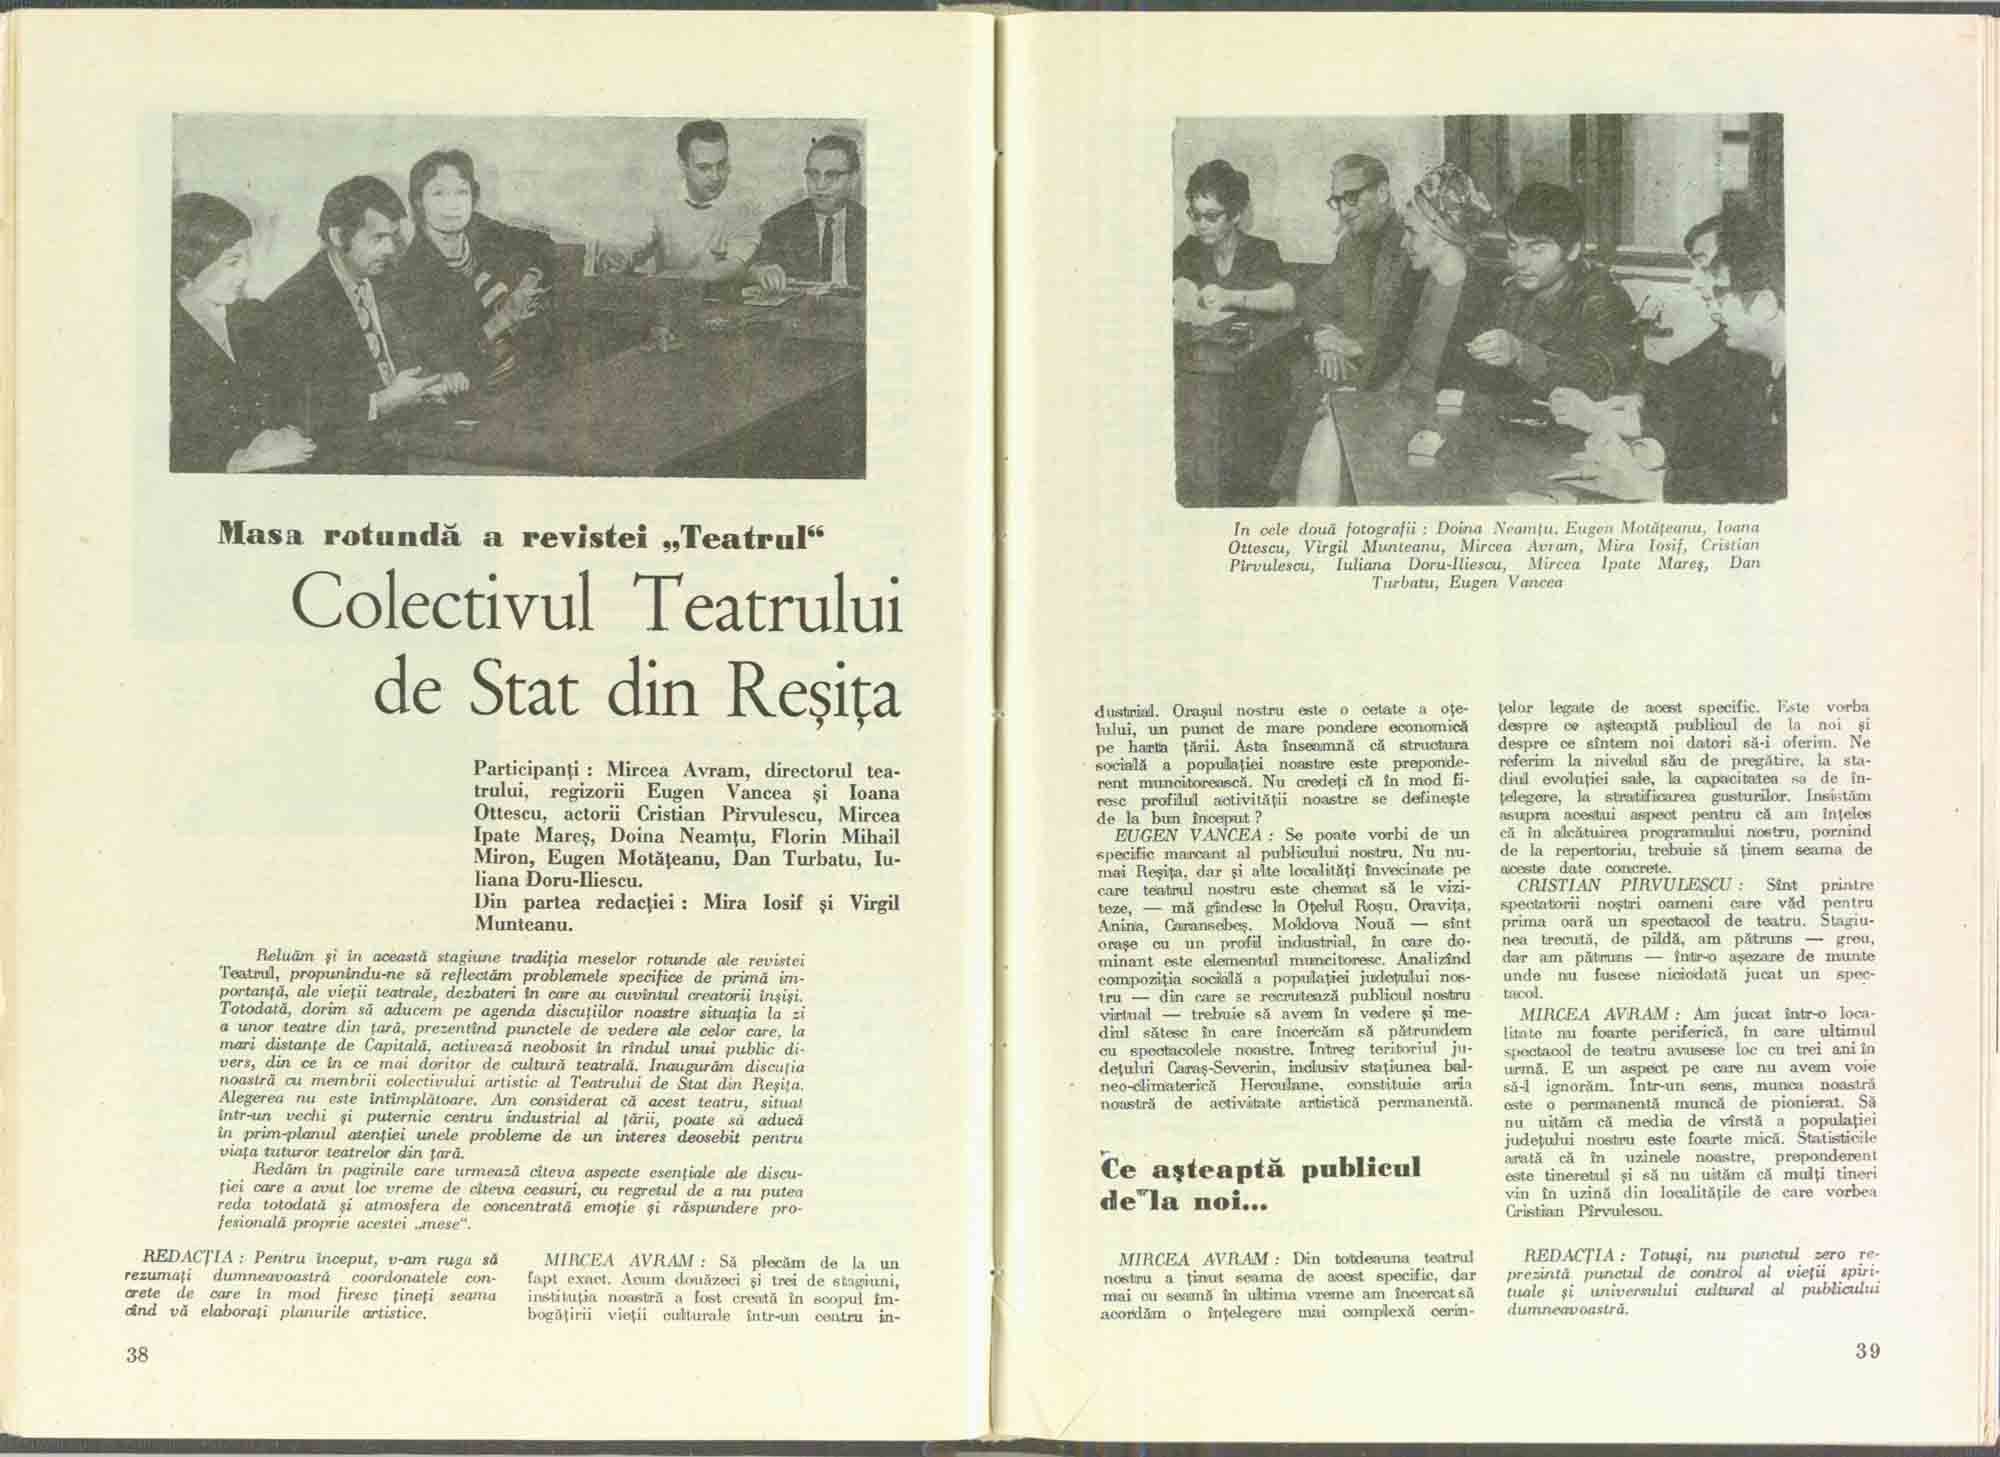 Masa rotundă a revistei „Teatrul“
Colectivul Teatrului
de Stat din Reșița
Participanți : Mircea Avram, directorul tea-
trului, regizorii Eugen Vancea și Ioana
Ottescu, actorii Cristian Pîrvulescu, Mircea
Ipate Mareș, Doina Neamțu, Florin Mihail
Miron, Eugen Motățeanu, Dan Turbatu, Iu-
liana Doru-Iliescu.
Din partea redacției : Mira Iosif și Virgil
Munteanu.
Reluăm și în această stagiune tradiția meselor rotunde ale revistei
Teatrul, propunîndu-ne să reflectăm problemele specifice de primă im-
portanță, ale vieții teatrale, dezbateri în care au cuvîntul creatorii înșiși.
Totodată, dorim să aducem pe agenda discuțiilor noastre situația la zi
a unor teatre din țară, prezentînd punctele de vedere ale celor care, la
mari distanțe de Capitală, activează neobosit în rîndul unui public di-
vers, din ce în ce mai doritor de cultură teatrală. Inaugurăm discuția
noastră cu membrii colectivului artistic al Teatrului de Stat din Reșița.
Alegerea nu este întîmplătoare. Am considerat că acest teatru, situat
într-un vechi și puternic centru industrial al țării, poate să aducă
în prim-planul atenției unele probleme de un interes deosebit pentru
viața tuturor teatrelor din țară.
Redăm în paginile care urmează cîteva aspecte esențiale ale discu-
ției care a avut loc vreme de cîteva ceasuri, cu regretul de a nu putea
reda totodată și atmosfera de concentrată emoție și răspundere pro-
fesională proprie acestei „mese“.
REDACȚIA : Pentru început, v-am ruga să
rezumați dumneavoastră coordonatele con-
crete de care în mod firesc țineți seama
cînd vă elaborați planurile artistice.
MIRCEA AVRAM : Să plecăm de la un
fapt exact. Acum douăzeci și trei de stagiuni,
instituția noastră a fost creată în scopul îm-
bogățirii vieții culturale într-un centru in-
38
In cele două fotografii : Doina Neamțu, Eugen Motățeanu, Ioana
Ottescu, Virgil Munteanu, Mircea Avram, Mira Iosif, Cristian
Pîrvulescu, Iuliana Doru-Iliescu, Mircea Ipate Mareș, Dan
Turbatu, Eugen Vancea
dustrial. Orașul nostru este o cetate a oțe-
lului, un punct de mare pondere economică
pe harta țării. Asta înseamnă că structura
socială a populației noastre este preponde-
rent muncitorească. Nu credeți că în mod fi-
resc profilul activității noastre se definește
de la bun început ?
EUGEN VANCEA : Se poate vorbi de un
specific marcant al publicului nostru. Nu nu-
mai Reșița, dar și alte localități învecinate pe
care teatrul nostru este chemat să le vizi-
teze, — mă gîndesc la Oțelul Roșu, Oravița,
Anina, Caransebeș, Moldova Nouă — sînt
orașe cu un profil industrial, în care do-
minant este elementul muncitoresc. Analizînd
compoziția socială a populației județului nos-
tru — din care se recrutează publicul nostru
virtual — trebuie să avem în vedere și me-
diul sătesc în care încercăm să pătrundem
cu spectacolele noastre. Întreg teritoriul ju-
dețului Caraș-Severin, inclusiv stațiunea bal-
neo-climaterică Herculane, constituie aria
noastră de activitate artistică permanentă.
Ce așteaptă publicul
de la noi...
MIRCEA AVRAM : Din totdeauna teatrul
nostru a ținut seama de acest specific, dar
mai cu seamă în ultima vreme am încercat să
acordăm o înțelegere mai complexă cerin-
țelor legate de acest specific. Este vorba
despre ce așteaptă publicul de la noi și
despre ce sîntem noi datori să-i oferim. Ne
referim la nivelul său de pregătire, la sta-
diul evoluției sale, la capacitatea sa de în-
țelegere, la stratificarea gusturilor. Insistăm
asupra acestui aspect pentru că am înțeles
că în alcătuirea programului nostru, pornind
de la repertoriu, trebuie să ținem seama de
aceste date concrete.
CRISTIAN PIRVULESCU : Sînt printre
spectatorii noștri oameni care văd pentru
prima oară un spectacol de teatru. Stagiu-
nea trecută, de pildă, am pătruns — greu,
dar am pătruns — într-o așezare de munte
unde nu fusese niciodată jucat un spec-
tacol.
MIRCEA AVRAM : Am jucat într-o loca-
litate nu foarte periferică, în care ultimul
spectacol de teatru avusese loc cu trei ani în
urmă. E un aspect pe care nu avem voie
să-l ignorăm. Într-un sens, munca noastră
este o permanentă muncă de pionierat. Să
nu uităm că media de vîrstă a populației
județului nostru este foarte mică. Statisticile
arată că în uzinele noastre, preponderent
este tineretul și să nu uităm că mulți tineri
vin în uzină din localitățile de care vorbea
Cristian Pîrvulescu.
REDACȚIA : Totuși, nu punctul zero re-
prezintă punctul de control al vieții spiri-
tuale și universului cultural al publicului
dumneavoastră.
39